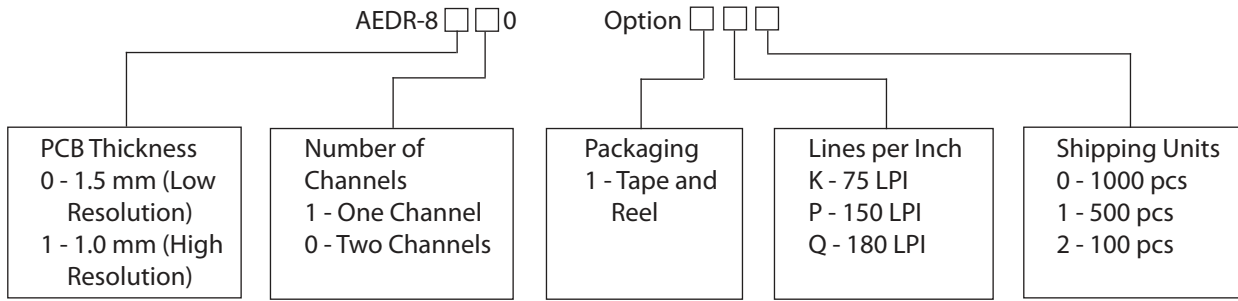 AEDR-8 0 Option
PCB Thickness
0 - 1.5 mm (Low
Resolution)
1 - 1.0 mm (High
Resolution)
Number of
Channels
1 - One Channel
0 - Two Channels
Packaging
1 - Tape and
Reel
Lines per Inch
K - 75 LPI
P - 150 LPI
Q - 180 LPI
Shipping Units
0 - 1000 pcs
1 - 500 pcs
2 - 100 pcs